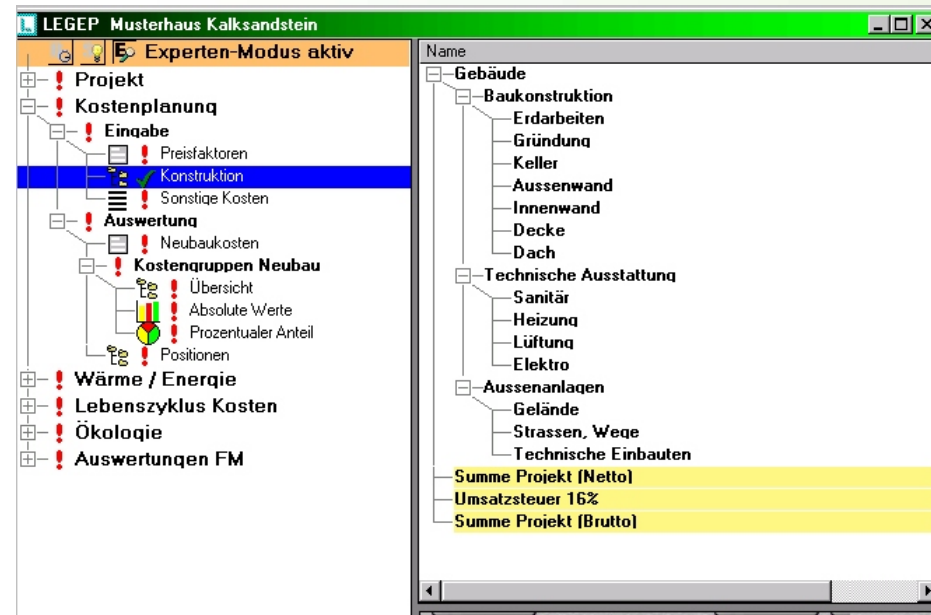 LEGEP Musterhaus Kalksandstein
Experten-Modus aktiv
Projekt
Kostenplanung
Eingabe
Preisfaktoren
Konstruktion
Sonstige Kosten
Auswertung
Neubaukosten
Kostengruppen Neubau
Übersicht
Absolute Werte
Prozentualer Anteil
Positionen
Wärme / Energie
Lebenszyklus Kosten
Ökologie
Auswertungen FM
Name
Gebäude
Baukonstruktion
Erdarbeiten
Gründung
Keller
Aussenwand
Innenwand
Decke
Dach
Technische Ausstattung
Sanitär
Heizung
Lüftung
Elektro
Aussenanlagen
Gelände
Strassen, Wege
Technische Einbauten
Summe Projekt (Netto)
Umsatzsteuer 16%
Summe Projekt (Brutto)